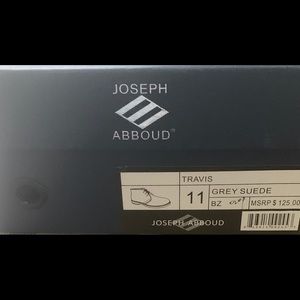 JOSEPH
ABBOUD
TRAVIS
11
GREY SUEDE
BZ
MSRP $ 125.00
JOSEPH ABBOUD